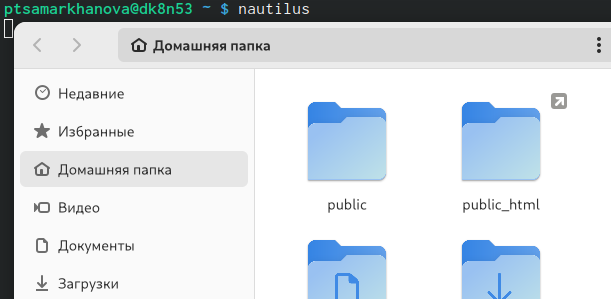 ptsamarkhanova@dk8n53 ~ $ nautilus
Домашняя папка
Недавние
Избранные
Домашняя папка
Видео
Документы
Загрузки
public
public_html